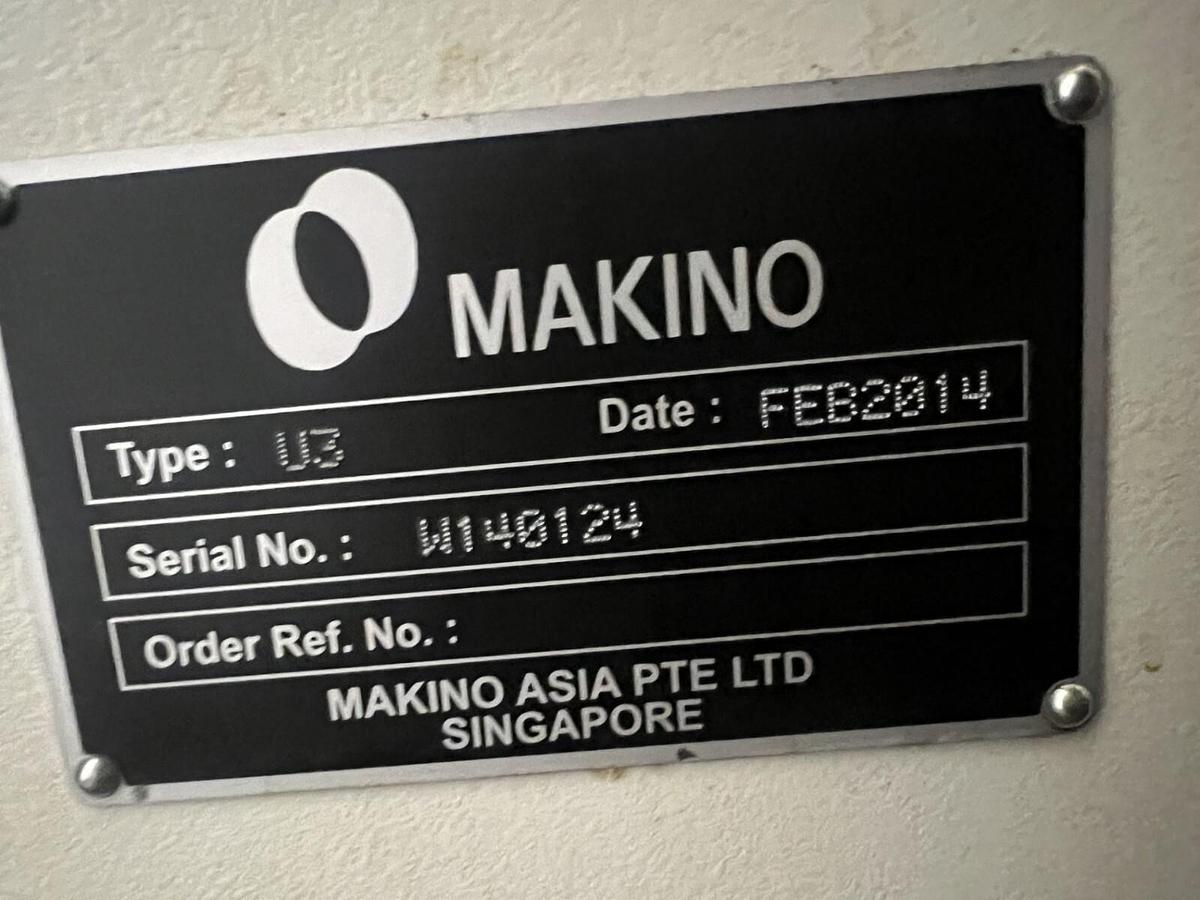 MAKINO
Type : U3 Date : FEB2014
Serial No. : W140124
Order Ref. No. :
MAKINO ASIA PTE LTD
SINGAPORE